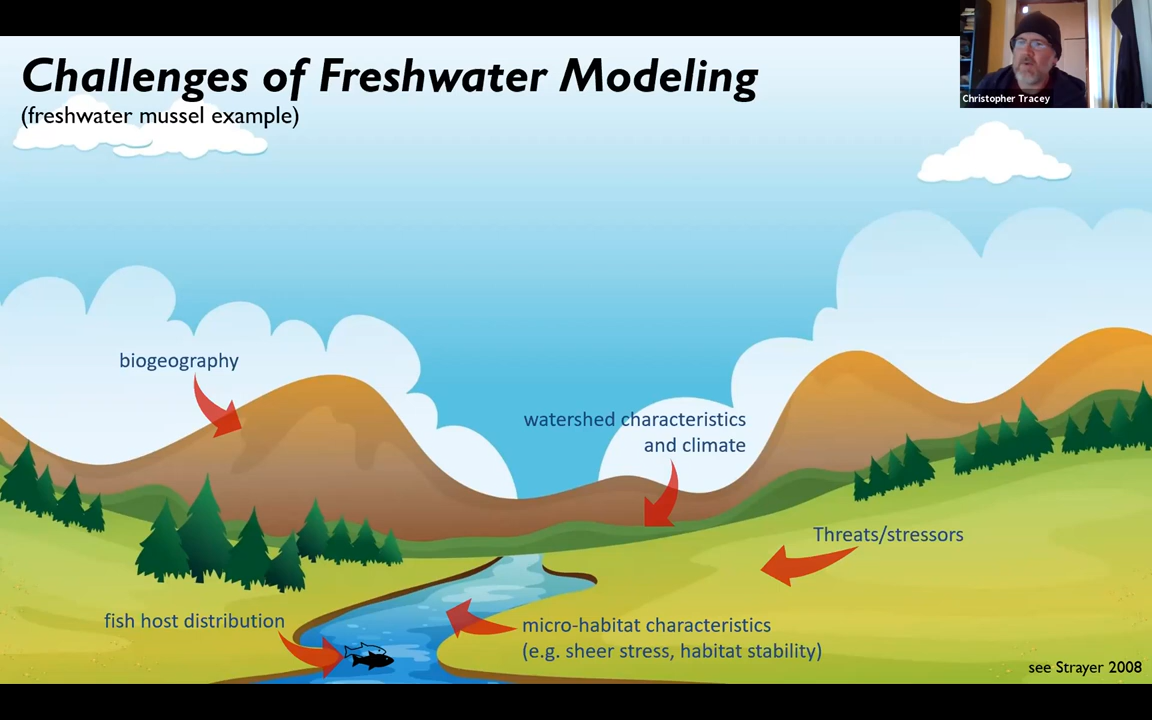 Challenges of Freshwater Modeling
(freshwater mussel example)
Christopher Tracey
biogeography
watershed characteristics
and climate
Threats/stressors
fish host distribution
micro-habitat characteristics
(e.g. sheer stress, habitat stability)
see Strayer 2008